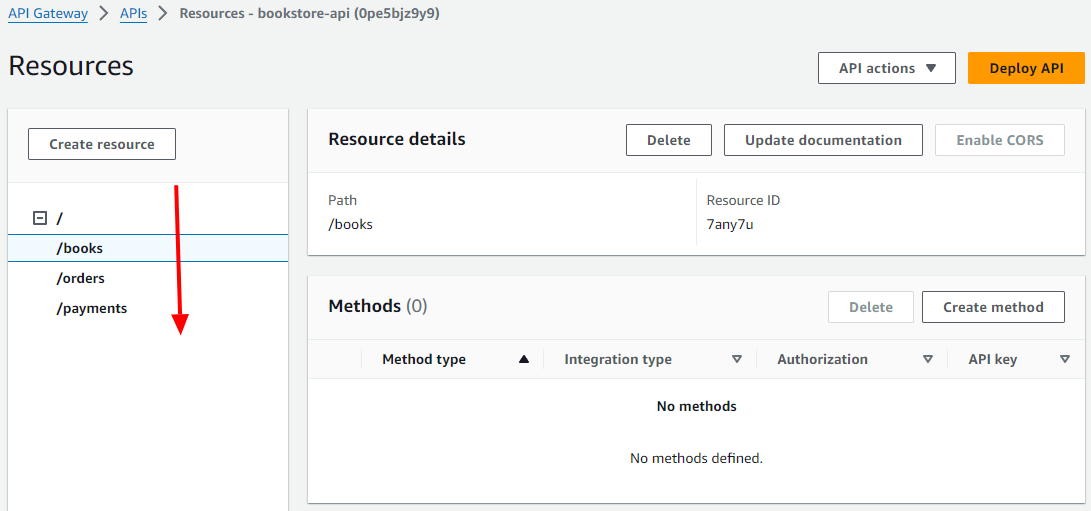 API Gateway > APIs > Resources - bookstore-api (0pe5bjz9y9)
Resources
API actions
Deploy API
Create resource
/
/books
/orders
/payments
Resource details
Delete
Update documentation
Enable CORS
Path
/books
Resource ID
7any7u
Methods (0)
Delete
Create method
Method type
Integration type
Authorization
API key
No methods
No methods defined.